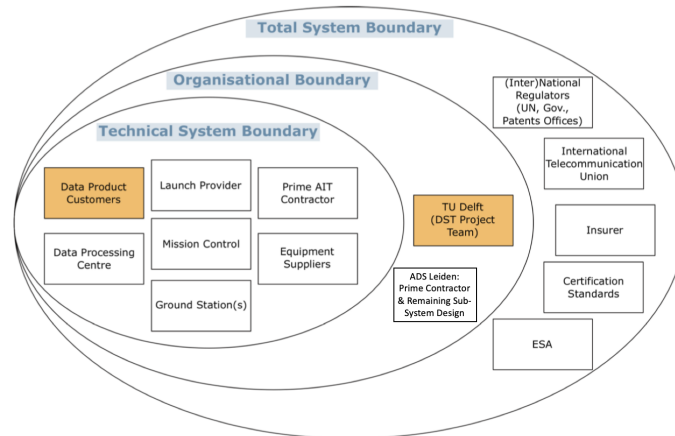 Total System Boundary
Organisational Boundary
Technical System Boundary
Data Product
Customers
Launch Provider
Prime AIT
Contractor
Data Processing
Centre
Mission Control
Equipment
Suppliers
Ground Station(s)
TU Delft
(DST Project
Team)
ADS Leiden:
Prime Contractor
& Remaining Sub-
System Design
(Inter)National
Regulators
(UN, Gov.,
Patents Offices)
International
Telecommunication
Union
Insurer
Certification
Standards
ESA